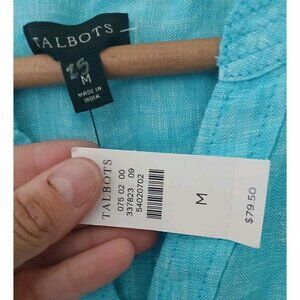 TALBOTS
M
MADE IN
INDIA
TALBOTS
075 02 00
337823 09
54020702
M
$79.50